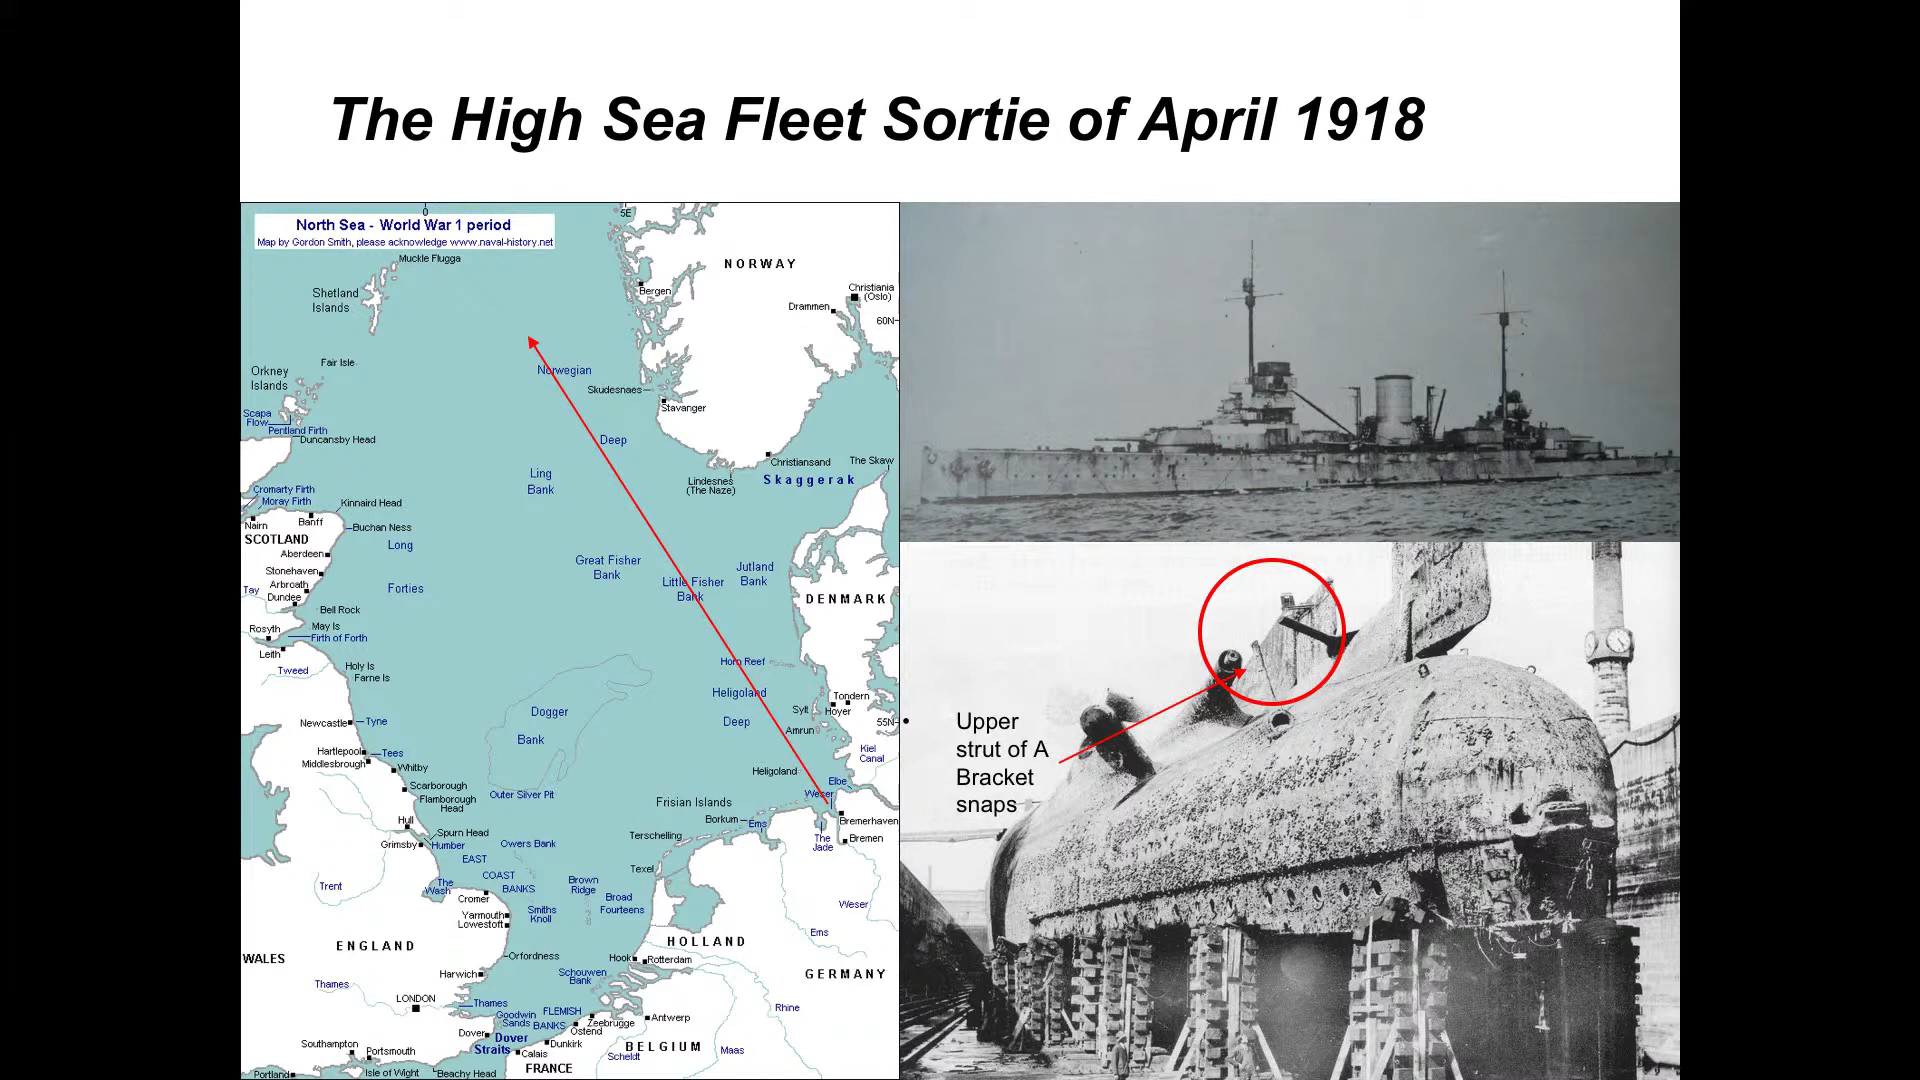 The High Sea Fleet Sortie of April 1918
0
5E
North Sea - World War 1 period
Map by Gordon Smith, please acknowledge www.naval-history.net
Muckle Flugga
NORWAY
Shetland
Islands
Bergen
Christiania
(Oslo)
Drammen
60N
Fair Isle
Orkney
Islands
Norwegian
Skudesnaes
Stavanger
Scapa
Flow
Pentland Firth
Duncansby Head
Deep
Christiansand
The Skaw
Lindesnes
(The Naze)
Skaggerak
Ling
Bank
Cromarty Firth
Moray Firth
Kinnaird Head
Nairn
Banff
Buchan Ness
SCOTLAND
Long
Aberdeen
Great Fisher
Bank
Jutland
Bank
Little Fisher
Bank
Stonehaven
Arbroath
Tay
Dundee
Forties
DENMARK
Bell Rock
May Is
Rosyth
Firth of Forth
Leith
Tweed
Holy Is
Farne Is
Horn Reef
Heligoland
Deep
Tondern
Sylt
Hoyer
55N
Amrum
Newcastle
Tyne
Dogger
Bank
Kiel
Canal
Hartlepool
Tees
Middlesbrough
Whitby
Heligoland
Elbe
Scarborough
Flamborough
Head
Outer Silver Pit
Weser
Frisian Islands
Hull
Borkum
Ems
Bremerhaven
Spurn Head
Grimsby
Humber
Terschelling
The
Jade
Bremen
Owers Bank
EAST
COAST
BANKS
Texel
Trent
The
Wash
Cromer
Brown
Ridge
Broad
Fourteens
Yarmouth
Lowestoft
Smiths
Knoll
Weser
Ems
ENGLAND
HOLLAND
WALES
Orfordness
Hook
Rotterdam
Harwich
Schouwen
Bank
GERMANY
Thames
LONDON
Thames
Rhine
Goodwin
Sands
FLEMISH
BANKS
Zeebrugge
Antwerp
Ostend
Dover
Dover
Straits
Southampton
Portsmouth
Dunkirk
Calais
BELGIUM
Scheldt
Maas
Portland
Isle of Wight
Beachy Head
FRANCE
• Upper
strut of A
Bracket
snaps